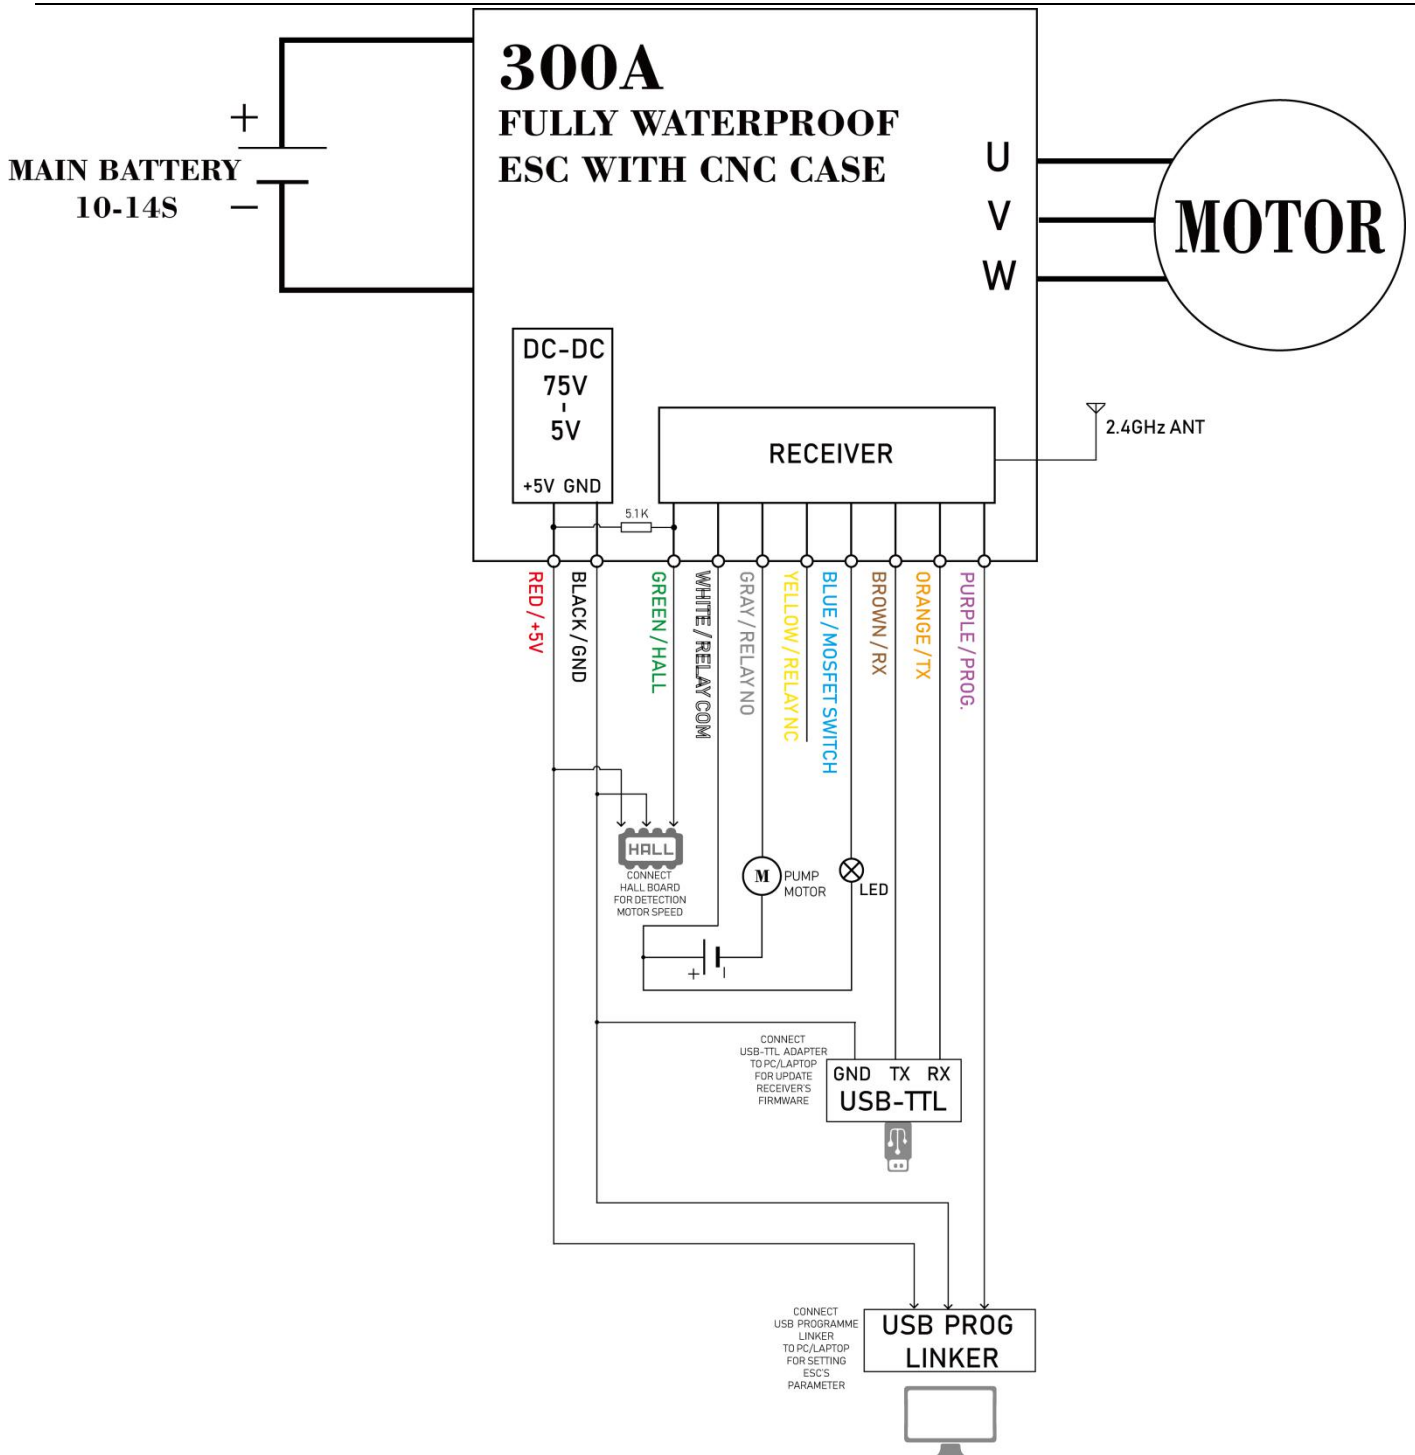 300A
FULLY WATERPROOF
ESC WITH CNC CASE
+
MAIN BATTERY
10-14S
−
U
V
W
MOTOR
DC-DC
75V
-
5V
+5V GND
RECEIVER
2.4GHz ANT
5.1K
RED / +5V
BLACK / GND
GREEN / HALL
WHITE / RELAY COM
GRAY / RELAY NO
YELLOW / RELAY NC
BLUE / MOSFET SWITCH
BROWN / RX
ORANGE / TX
PURPLE / PROG.
HALL
CONNECT
HALL BOARD
FOR DETECTION
MOTOR SPEED
M
PUMP
MOTOR
LED
+
−
CONNECT
USB-TTL ADAPTER
TO PC/LAPTOP
FOR UPDATE
RECEIVER'S
FIRMWARE
GND TX RX
USB-TTL
CONNECT
USB PROGRAMME
LINKER
TO PC/LAPTOP
FOR SETTING
ESC'S
PARAMETER
USB PROG
LINKER